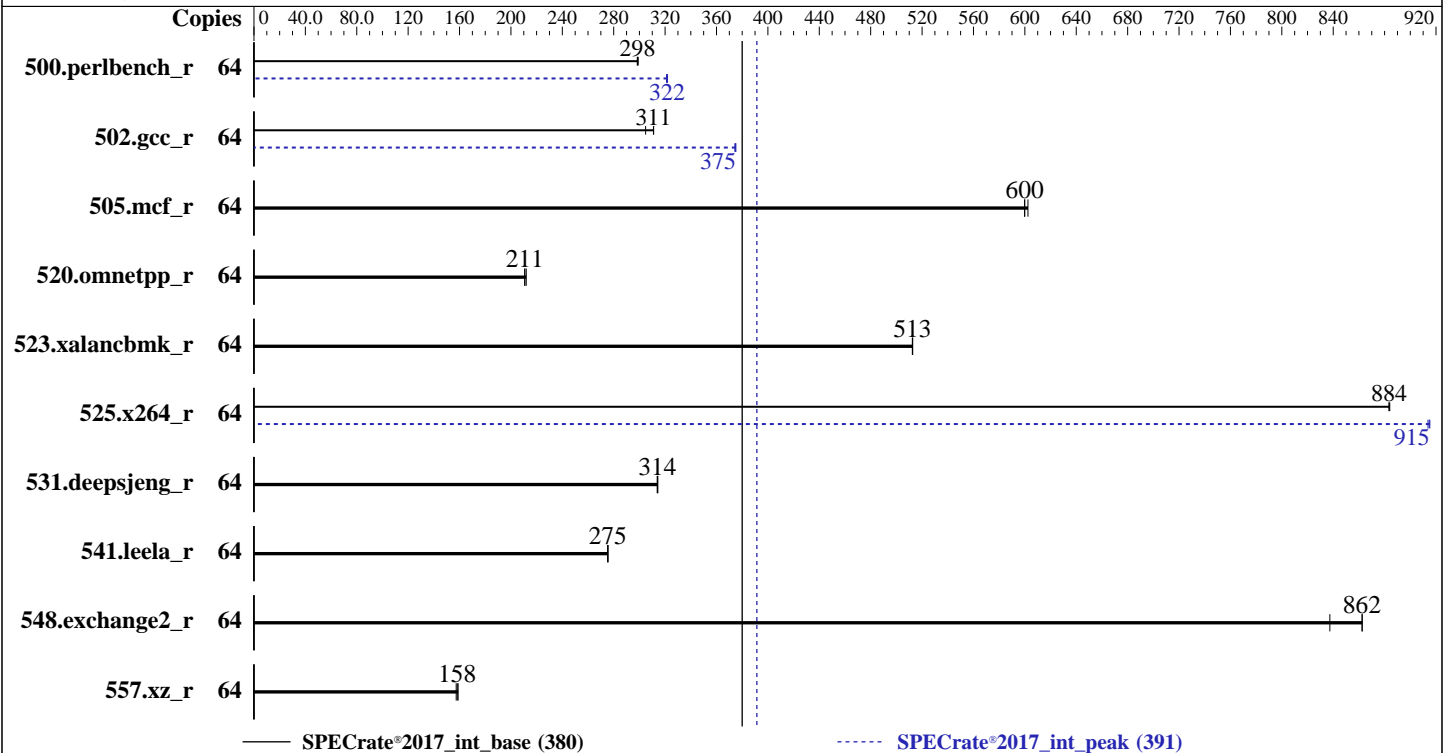 Copies 0 40.0 80.0 120 160 200 240 280 320 360 400 440 480 520 560 600 640 680 720 760 800 840 920
298
500.perlbench_r 64
322
311
502.gcc_r 64
375
600
505.mcf_r 64
211
520.omnetpp_r 64
513
523.xalancbmk_r 64
884
525.x264_r 64
915
314
531.deepsjeng_r 64
275
541.leela_r 64
862
548.exchange2_r 64
158
557.xz_r 64
SPECrate®2017_int_base (380) SPECrate®2017_int_peak (391)